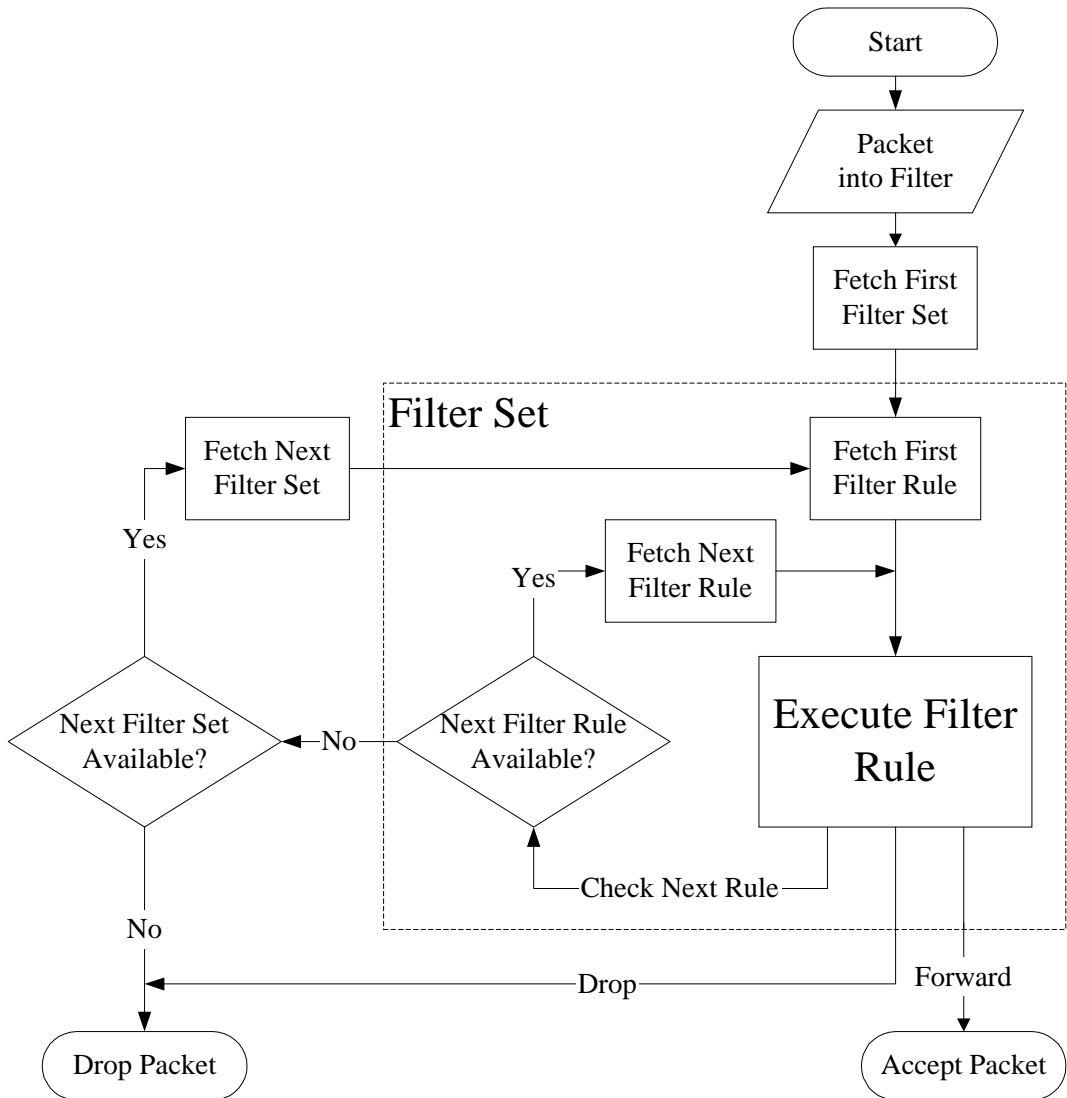 Start
Packet
into Filter
Fetch First
Filter Set
Filter Set
Fetch Next
Filter Set
Fetch First
Filter Rule
Yes
Fetch Next
Filter Rule
Yes
Next Filter Set
Available?
No
Next Filter Rule
Available?
Execute Filter
Rule
Check Next Rule
No
Drop
Forward
Drop Packet
Accept Packet